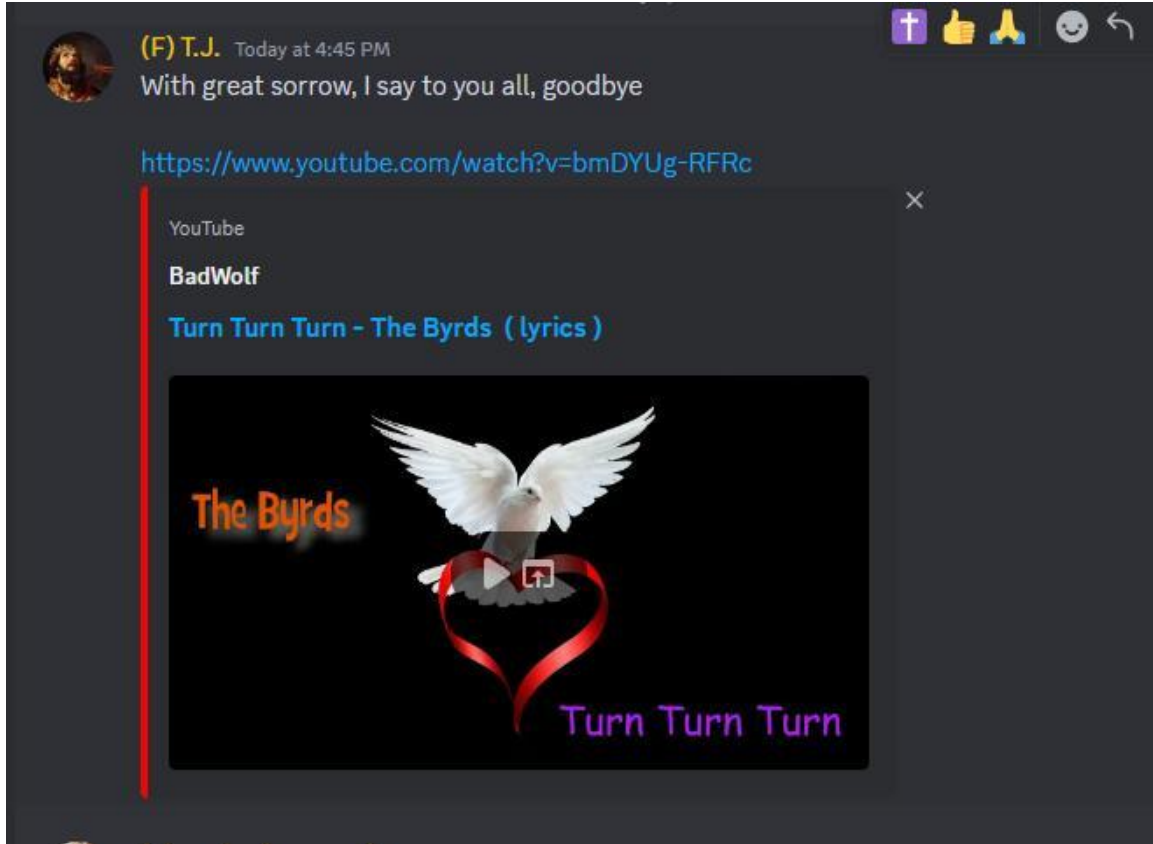 (F) T.J. Today at 4:45 PM
With great sorrow, I say to you all, goodbye
https://www.youtube.com/watch?v=bmDYUg-RFRc
YouTube
BadWolf
Turn Turn Turn - The Byrds ( lyrics )
The Byrds
Turn Turn Turn